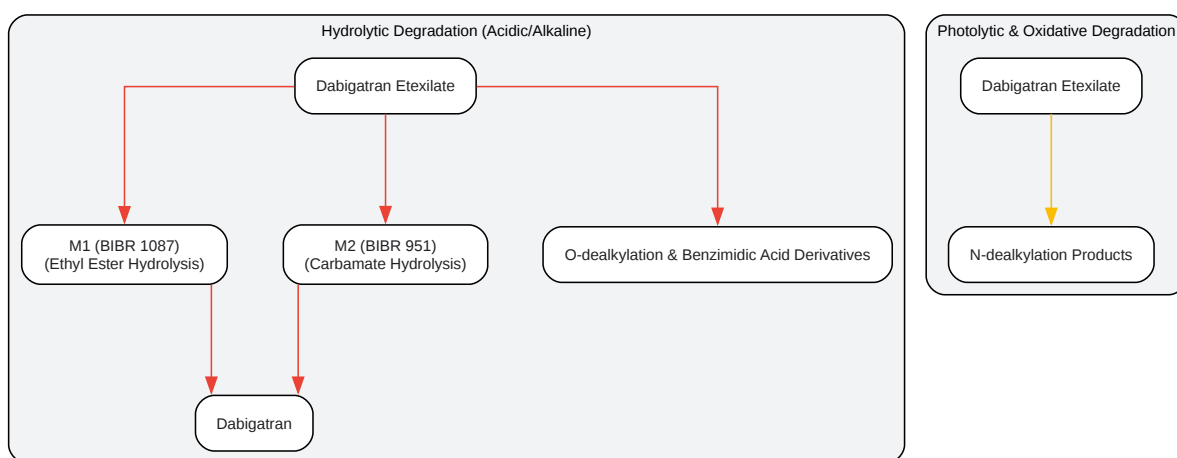 Hydrolytic Degradation (Acidic/Alkaline)
Dabigatran Etexilate
M1 (BIBR 1087)
(Ethyl Ester Hydrolysis)
M2 (BIBR 951)
(Carbamate Hydrolysis)
O-dealkylation & Benzimidic Acid Derivatives
Dabigatran
Photolytic & Oxidative Degradation
Dabigatran Etexilate
N-dealkylation Products